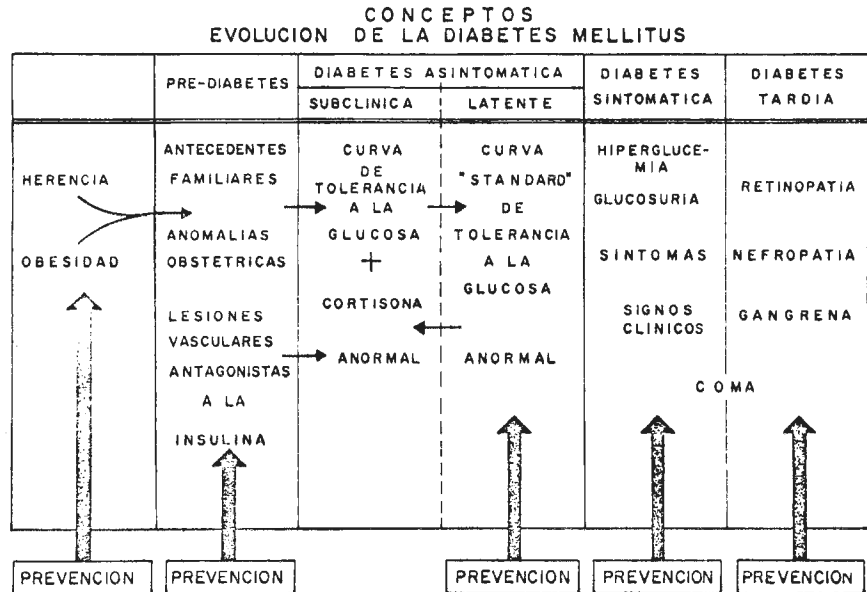 CONCEPTOS
EVOLUCION DE LA DIABETES MELLITUS
PRE-DIABETES
DIABETES ASINTOMATICA
SUBCLINICA
LATENTE
DIABETES
SINTOMATICA
DIABETES
TARDIA
HERENCIA
OBESIDAD
ANTECEDENTES
FAMILIARES
ANOMALIAS
OBSTETRICAS
LESIONES
VASCULARES
ANTAGONISTAS
A LA
INSULINA
CURVA
DE
TOLERANCIA
A LA
GLUCOSA
+
CORTISONA
ANORMAL
CURVA
"STANDARD"
DE
TOLERANCIA
A LA
GLUCOSA
ANORMAL
HIPERGLUCE-
MIA
GLUCOSURIA
SINTOMAS
SIGNOS
CLINICOS
RETINOPATIA
NEFROPATIA
GANGRENA
COMA
PREVENCION
PREVENCION
PREVENCION
PREVENCION
PREVENCION